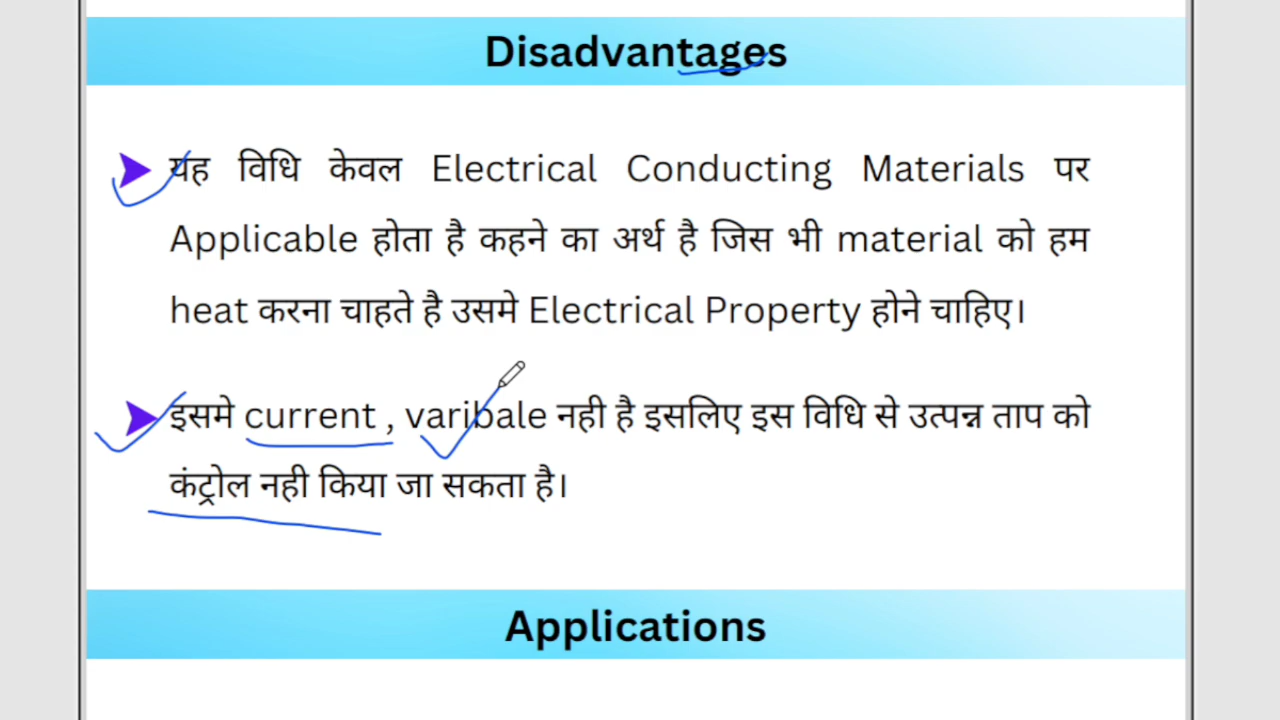 Disadvantages
यह विधि केवल Electrical Conducting Materials पर
Applicable होता है कहने का अर्थ है जिस भी material को हम
heat करना चाहते है उसमे Electrical Property होने चाहिए।
इसमे current , varibale नही है इसलिए इस विधि से उत्पन्न ताप को
कंट्रोल नही किया जा सकता है।
Applications